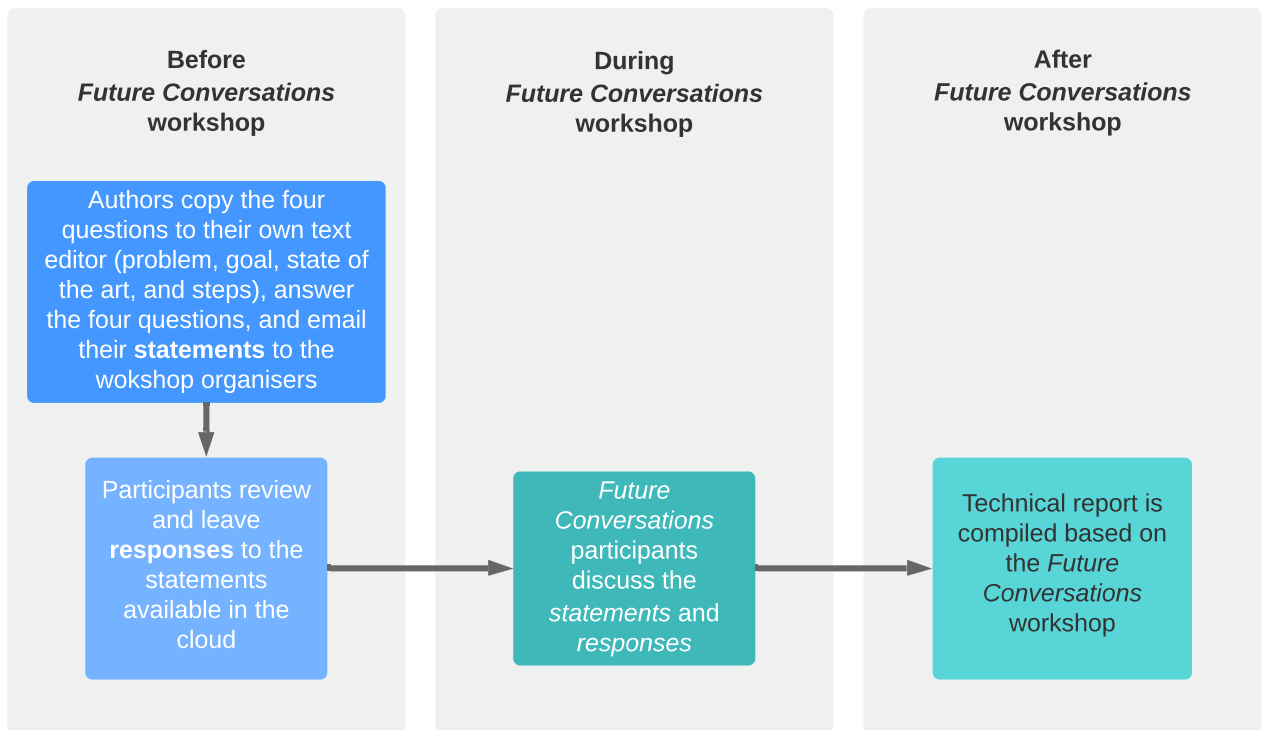 Before
Future Conversations
workshop
Authors copy the four
questions to their own text
editor (problem, goal, state of
the art, and steps), answer
the four questions, and email
their statements to the
wokshop organisers
Participants review
and leave
responses to the
statements
available in the
cloud
During
Future Conversations
workshop
Future
Conversations
participants
discuss the
statements and
responses
After
Future Conversations
workshop
Technical report is
compiled based on
the Future
Conversations
workshop